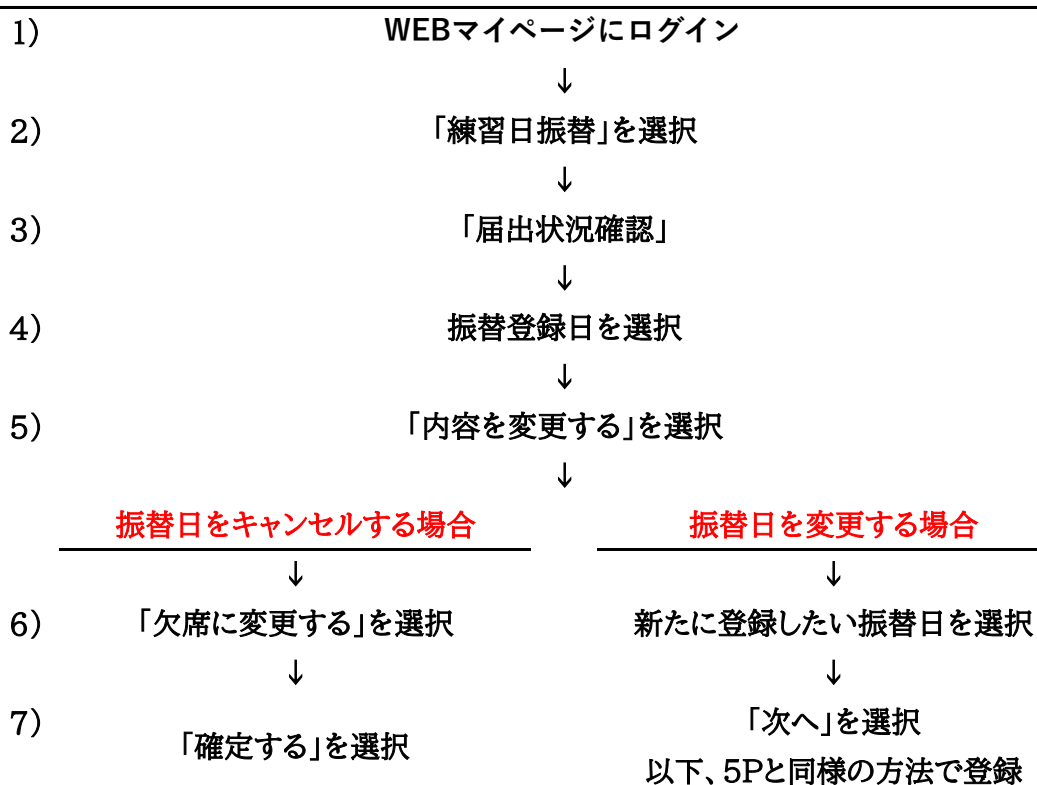 1) WEBマイページにログイン
↓
2) 「練習日振替」を選択
↓
3) 「届出状況確認」
↓
4) 振替登録日を選択
↓
5) 「内容を変更する」を選択
↓
振替日をキャンセルする場合 振替日を変更する場合
↓ ↓
6) 「欠席に変更する」を選択 新たに登録したい振替日を選択
↓ ↓
7) 「確定する」を選択 「次へ」を選択
以下、5Pと同様の方法で登録